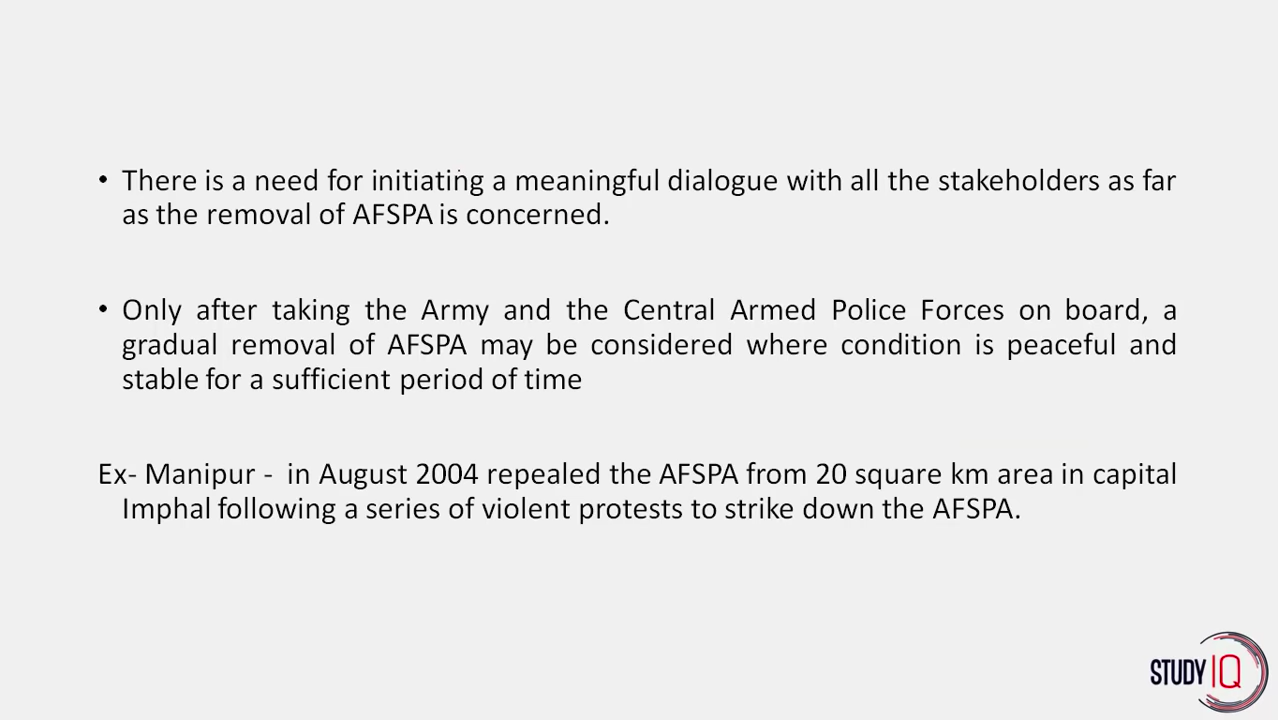 • There is a need for initiating a meaningful dialogue with all the stakeholders as far
as the removal of AFSPA is concerned.
• Only after taking the Army and the Central Armed Police Forces on board, a
gradual removal of AFSPA may be considered where condition is peaceful and
stable for a sufficient period of time
Ex- Manipur - in August 2004 repealed the AFSPA from 20 square km area in capital
Imphal following a series of violent protests to strike down the AFSPA.
STUDY IQ